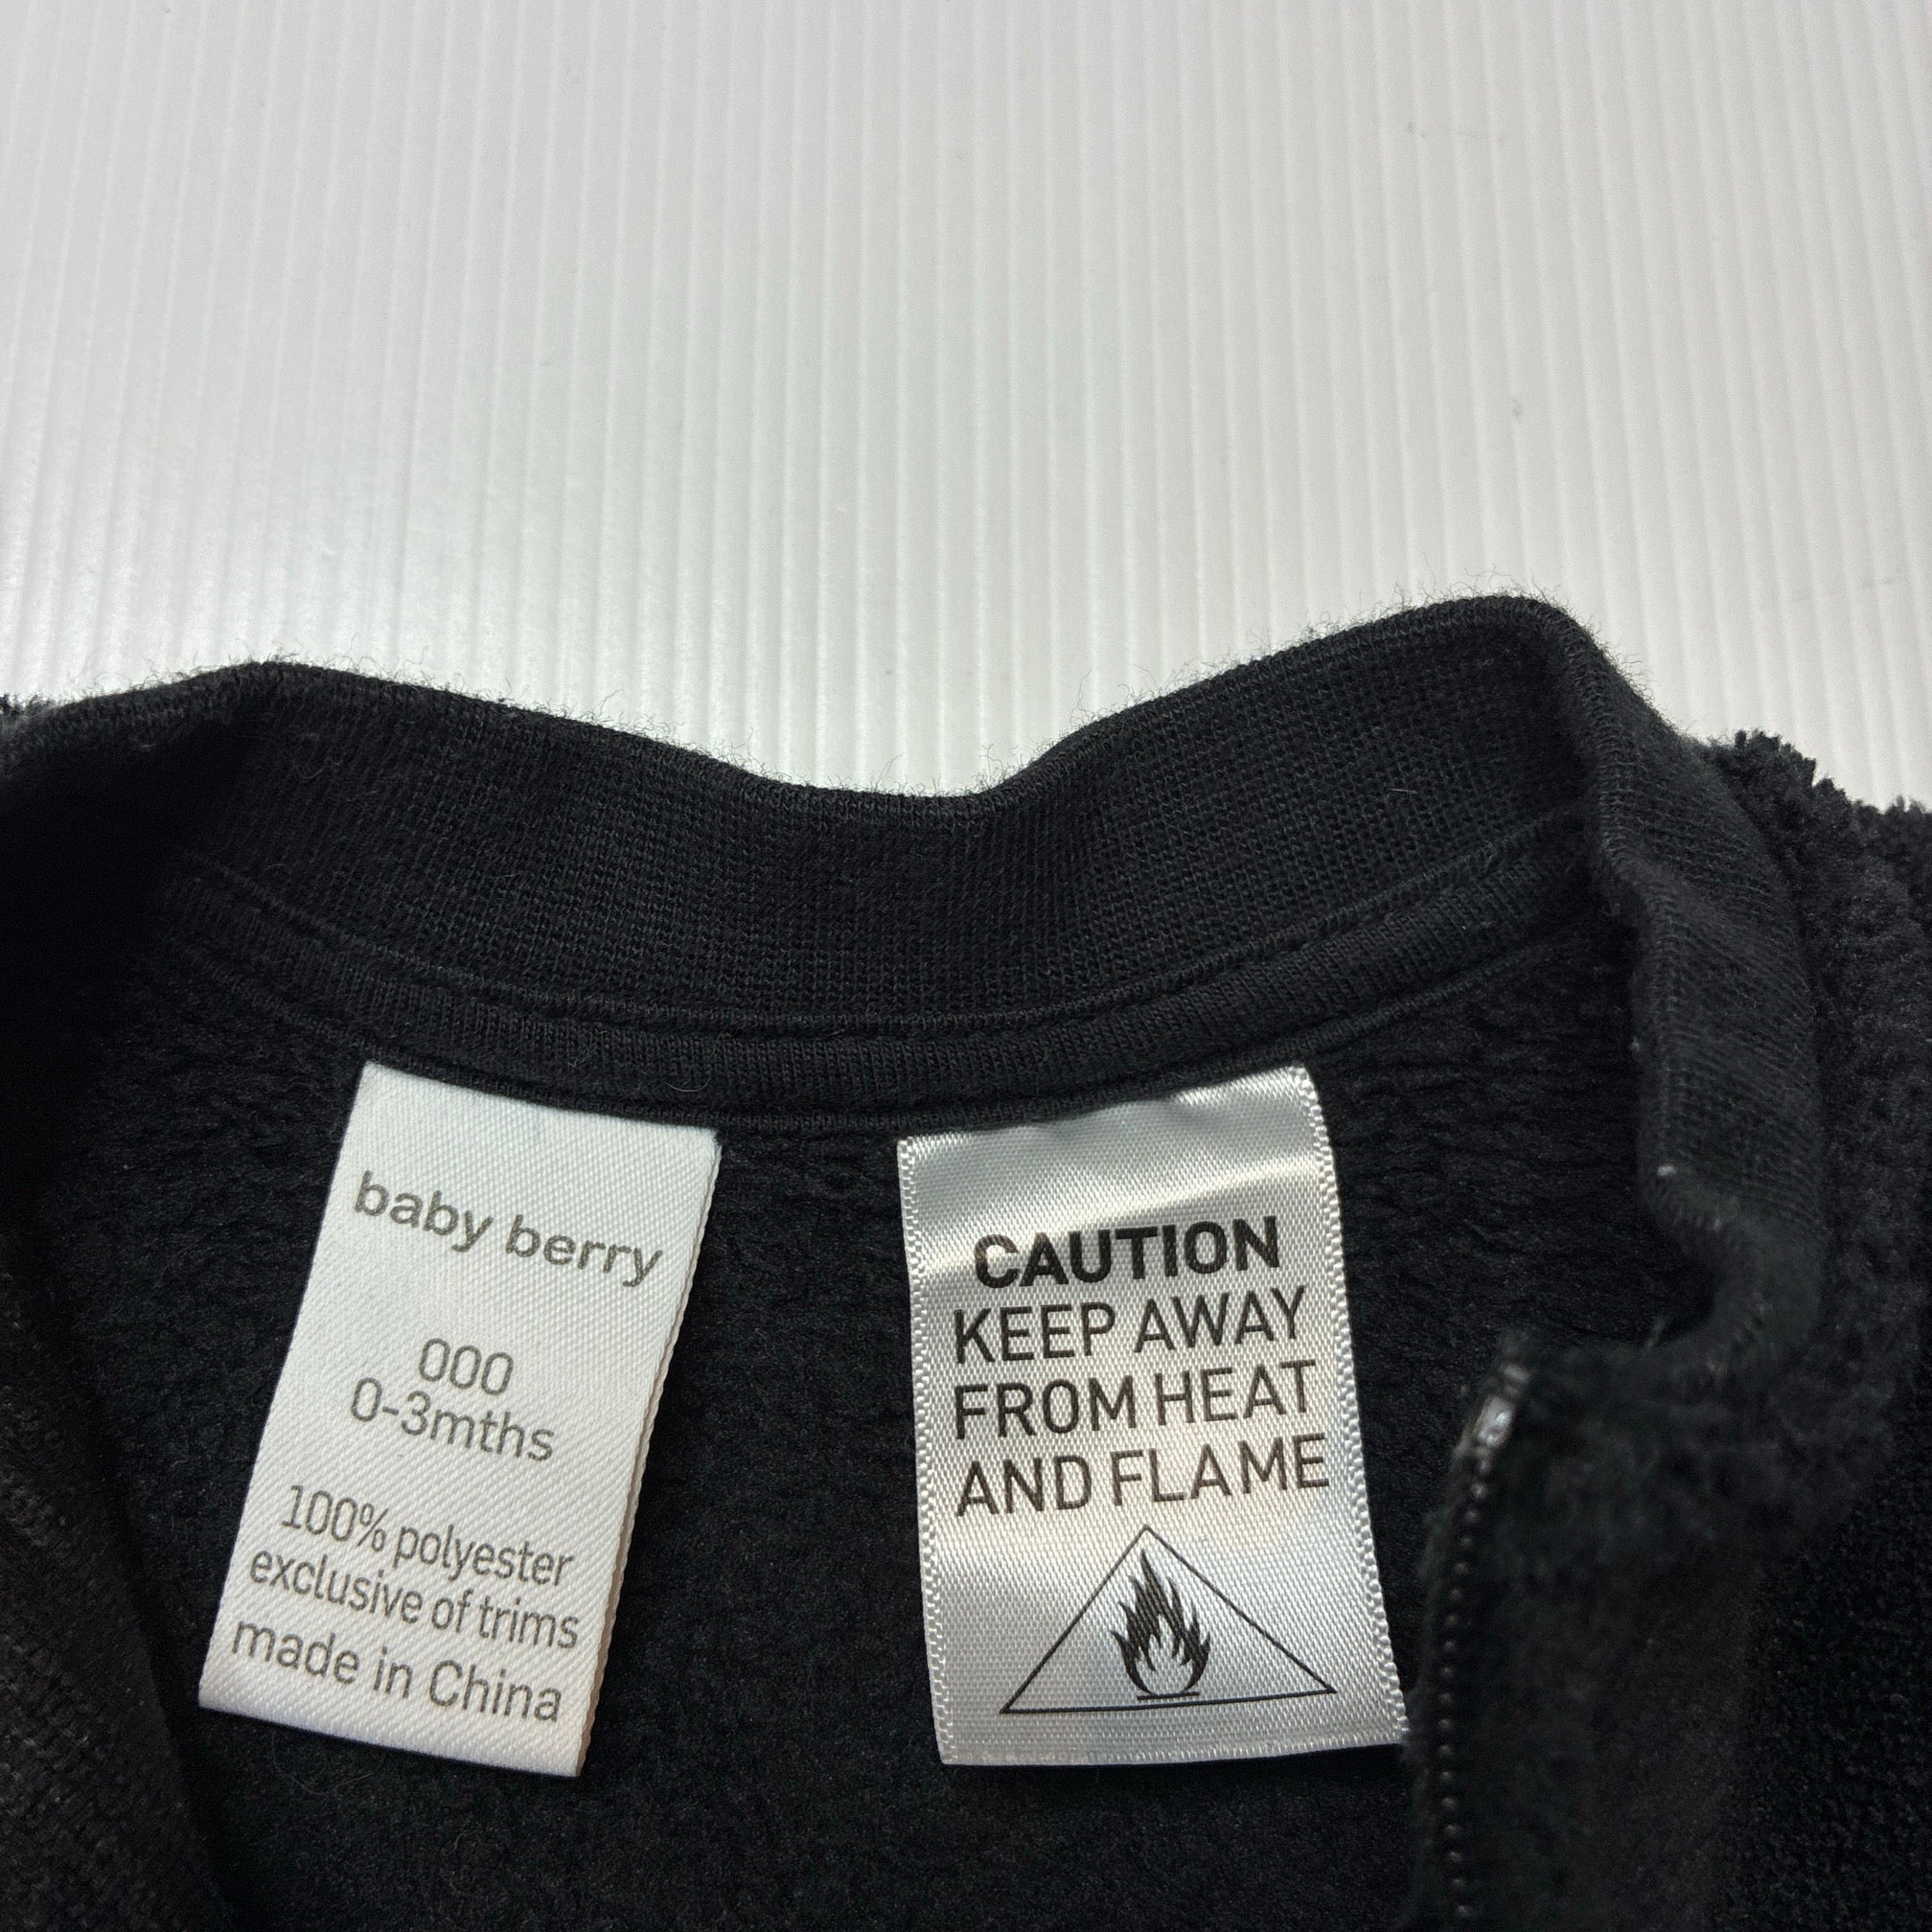 baby berry
000
0-3mths
100% polyester
exclusive of trims
made in China
CAUTION
KEEP AWAY
FROM HEAT
AND FLAME